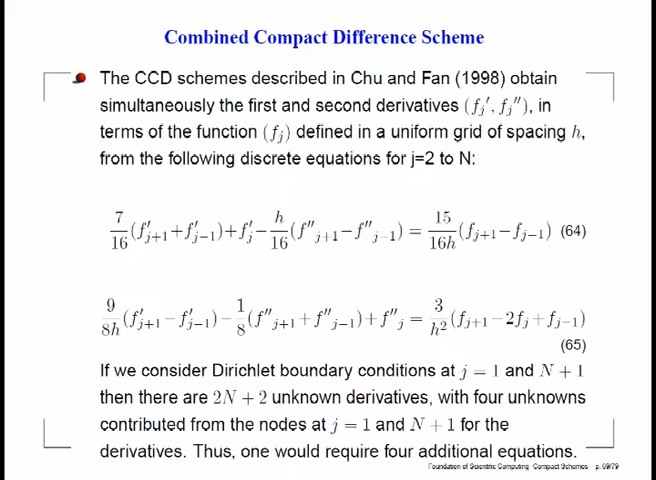 Combined Compact Difference Scheme
The CCD schemes described in Chu and Fan (1998) obtain
simultaneously the first and second derivatives (f_j', f_j''), in
terms of the function (f_j) defined in a uniform grid of spacing h,
from the following discrete equations for j=2 to N:
7/16 (f'_{j+1} + f'_{j−1}) + f'_j − h/16 (f''_{j+1} − f''_{j−1}) = 15/16h (f_{j+1} − f_{j−1}) (64)
9/8h (f'_{j+1} − f'_{j−1}) − 1/8 (f''_{j+1} + f''_{j−1}) + f''_j = 3/h² (f_{j+1} − 2f_j + f_{j−1})
(65)
If we consider Dirichlet boundary conditions at j = 1 and N + 1
then there are 2N + 2 unknown derivatives, with four unknowns
contributed from the nodes at j = 1 and N + 1 for the
derivatives. Thus, one would require four additional equations.
Foundation of Scientific Computing Compact Schemes p. 09/79